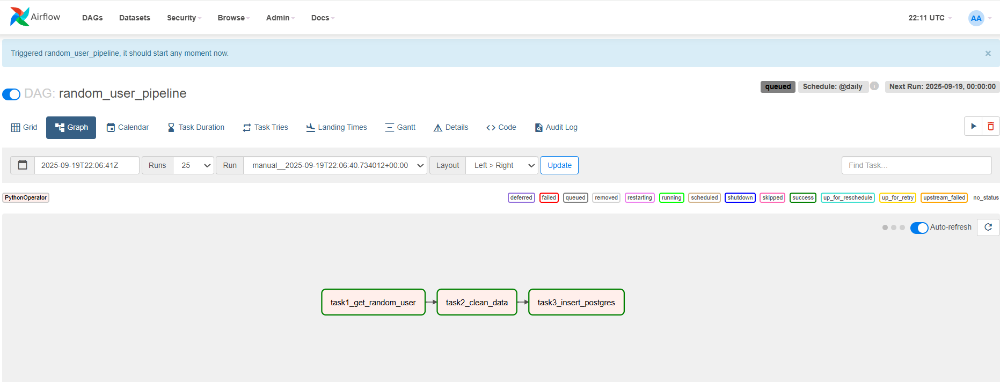 Airflow DAGs Datasets Security Browse Admin Docs 22:11 UTC AA
Triggered random_user_pipeline, it should start any moment now. ×
DAG: random_user_pipeline queued Schedule: @daily i Next Run: 2025-09-19, 00:00:00
Grid Graph Calendar Task Duration Task Tries Landing Times Gantt Details Code Audit Log
2025-09-19T22:06:41Z Runs 25 Run manual__2025-09-19T22:06:40.734012+00:00 Layout Left > Right Update Find Task...
PythonOperator deferred failed queued removed restarting running scheduled shutdown skipped success up_for_reschedule up_for_retry upstream_failed no_status
Auto-refresh
task1_get_random_user task2_clean_data task3_insert_postgres